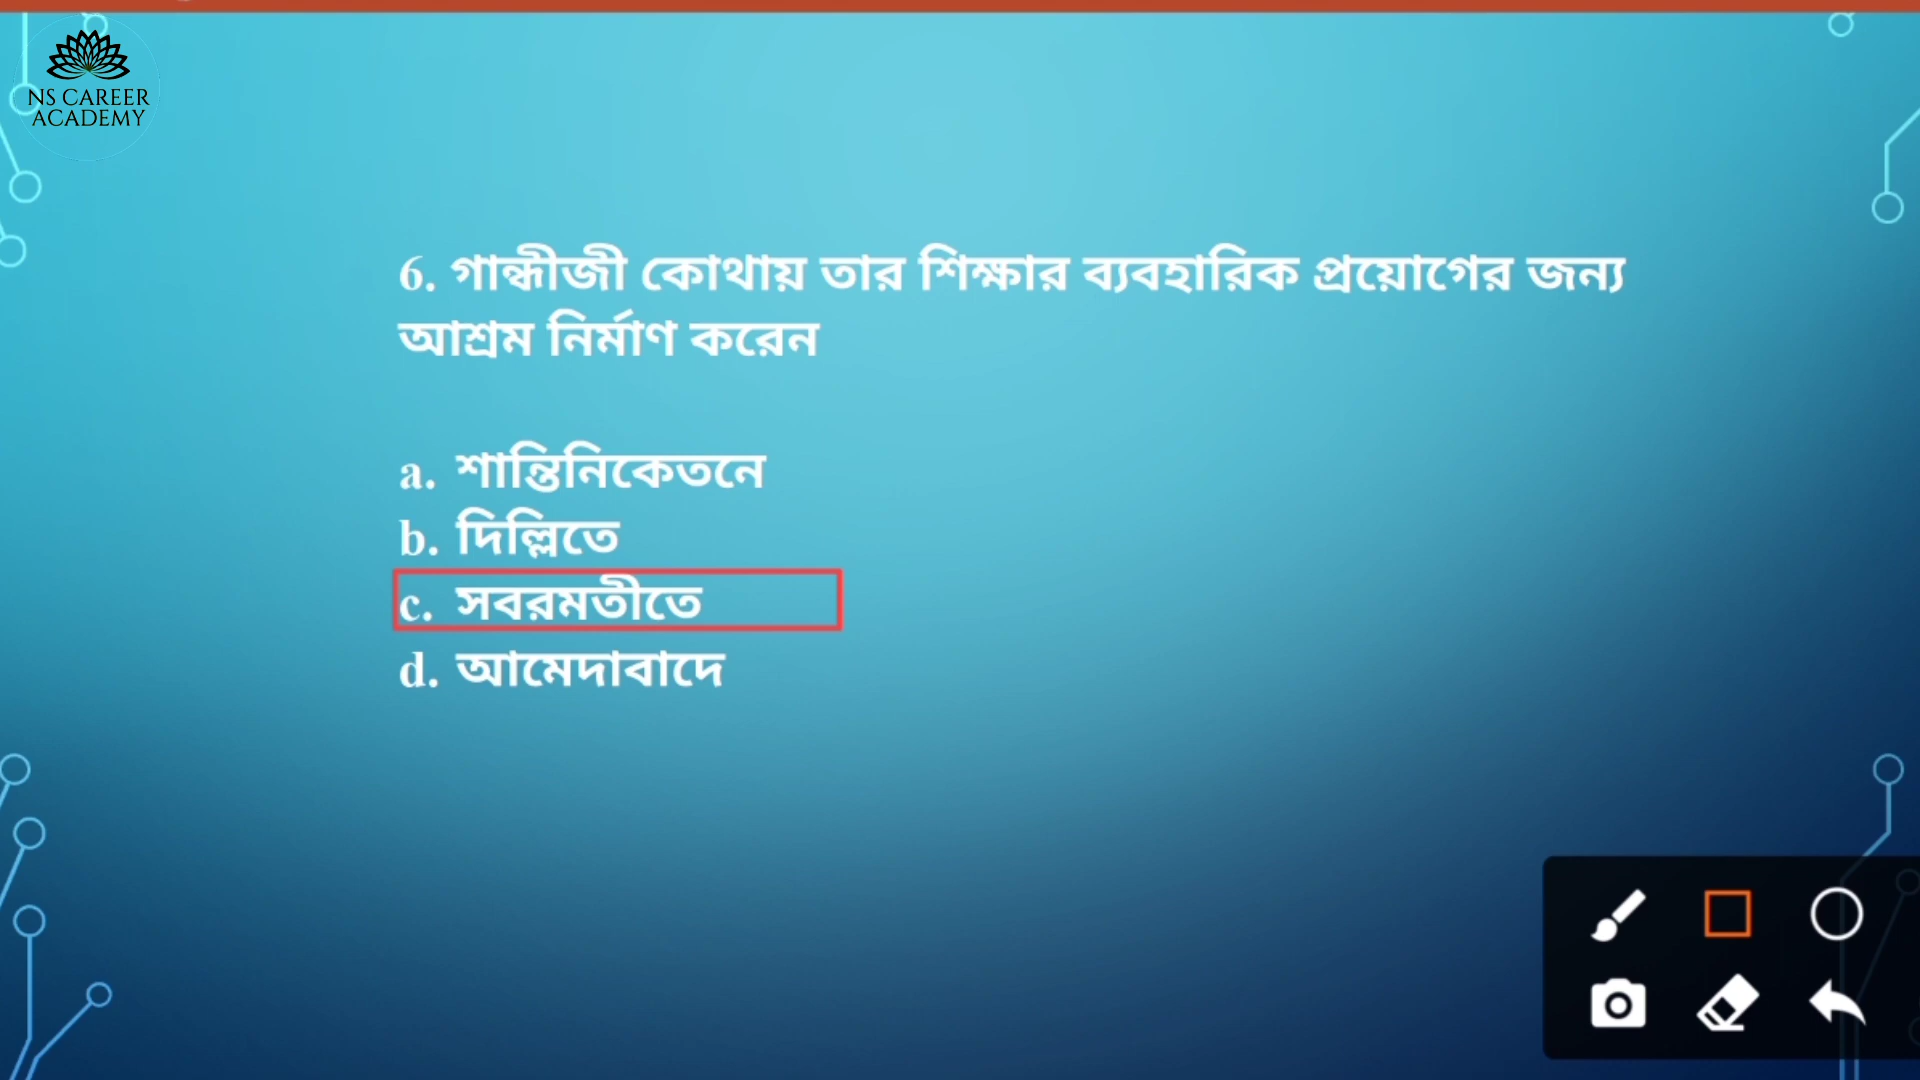 NS CAREER
ACADEMY
6. গান্ধীজী কোথায় তার শিক্ষার ব্যবহারিক প্রয়োগের জন্য
আশ্রম নির্মাণ করেন
a. শান্তিনিকেতনে
b. দিল্লিতে
c. সবরমতীতে
d. আমেদাবাদে